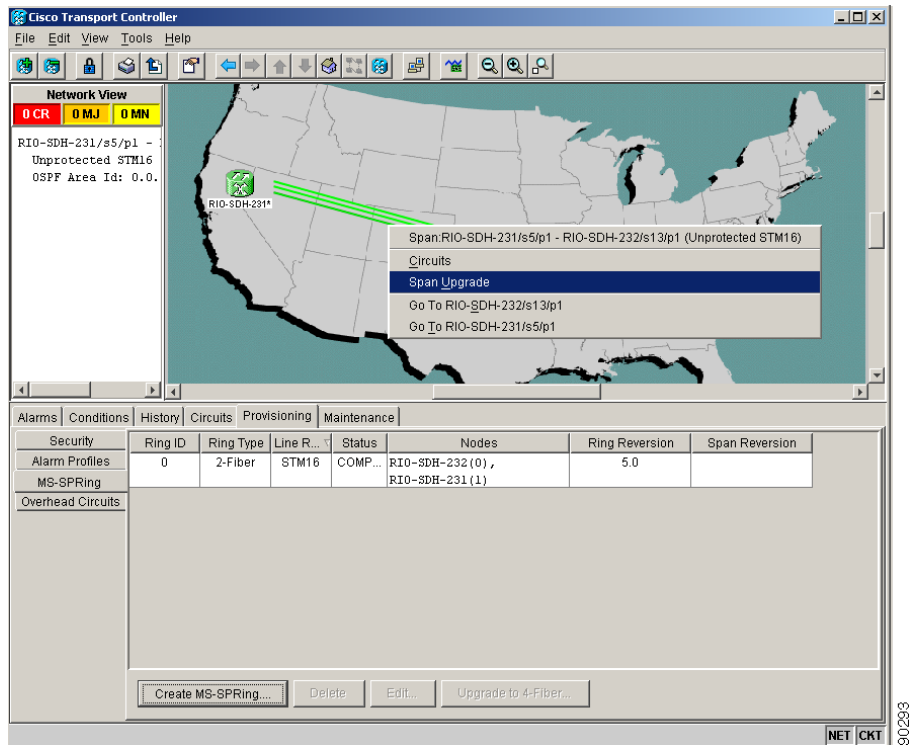 Cisco Transport Controller
File Edit View Tools Help
Network View
0 CR 0 MJ 0 MN
RIO-SDH-231/s5/p1 -
Unprotected STM16
OSPF Area Id: 0.0.
RIO-SDH-231*
Span:RIO-SDH-231/s5/p1 - RIO-SDH-232/s13/p1 (Unprotected STM16)
Circuits
Span Upgrade
Go To RIO-SDH-232/s13/p1
Go To RIO-SDH-231/s5/p1
Alarms Conditions History Circuits Provisioning Maintenance
Security
Alarm Profiles
MS-SPRing
Overhead Circuits
Ring ID Ring Type Line R... Status Nodes Ring Reversion Span Reversion
0 2-Fiber STM16 COMP... RIO-SDH-232(0), 5.0
RIO-SDH-231(1)
Create MS-SPRing.... Delete Edit... Upgrade to 4-Fiber...
NET CKT
90293